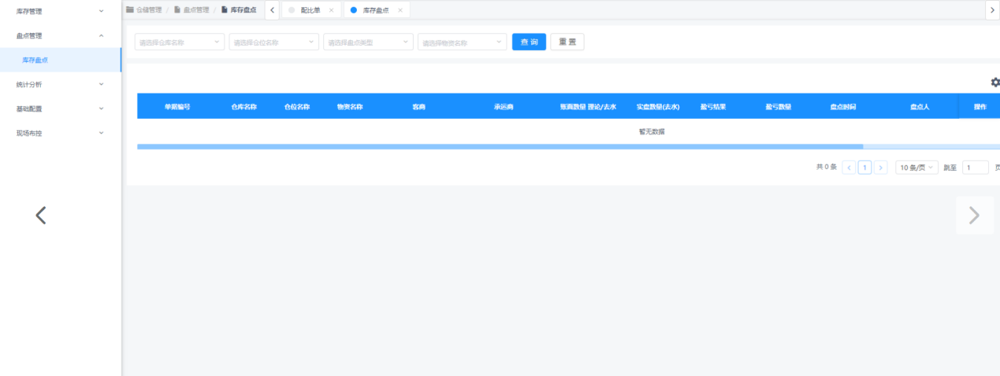 库存管理
盘点管理
库存盘点
统计分析
基础配置
现场布控
仓储管理 / 盘点管理 / 库存盘点
配比单
库存盘点
请选择仓库名称 请选择仓位名称 请选择盘点类型 请选择物资名称 查 询 重 置
单据编号 仓库名称 仓位名称 物资名称 客商 承运商 账面数量 理论/去水 实盘数量(去水) 盈亏结果 盈亏数量 盘点时间 盘点人 操作
暂无数据
共 0 条 1 10 条/页 跳至 1 页